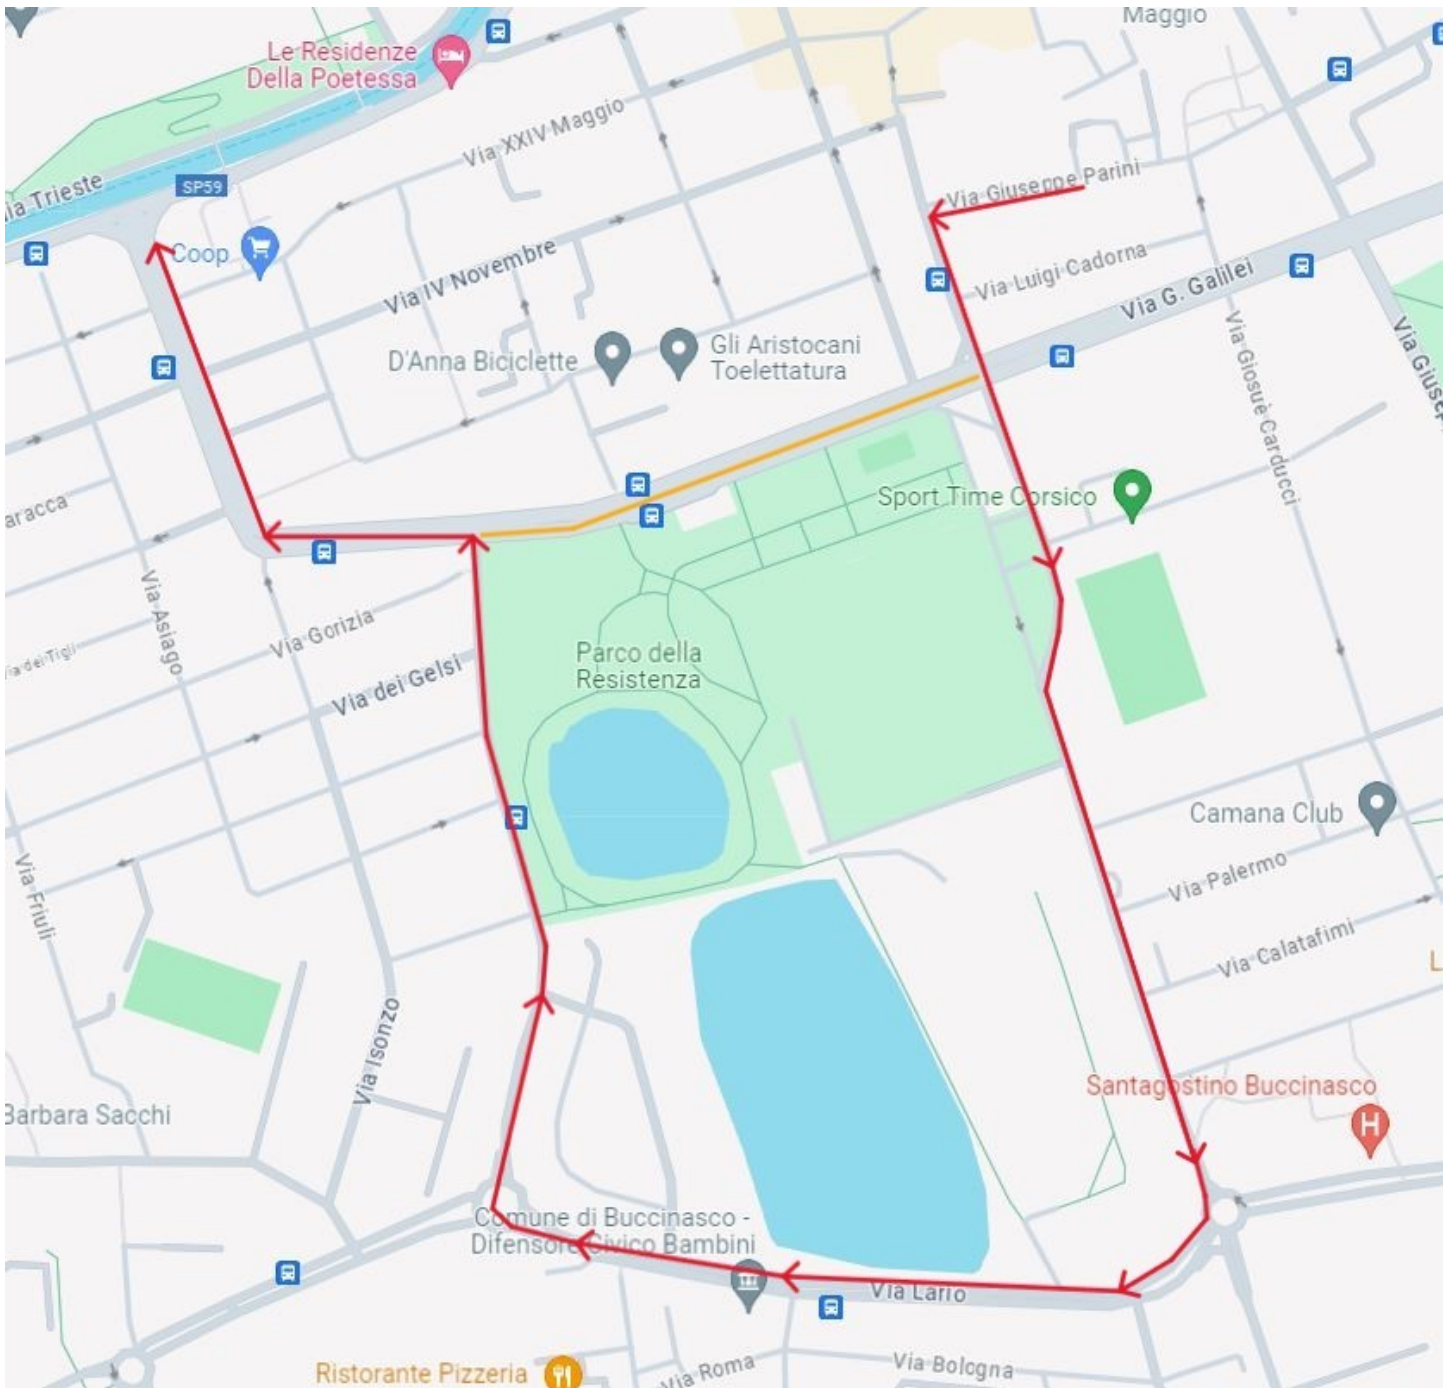 Maggio
Le Residenze
Della Poetessa
Via XXIV Maggio
SP59
Trieste
Via Giuseppe Parini
Coop
Via IV Novembre
Via Luigi Cadorna
Via G. Galilei
D'Anna Biciclette
Gli Aristocani
Toelettatura
Via Giosuè Carducci
Via Giusep
aracca
Sport Time Corsico
Via Asiago
Via Gorizia
Via dei Gelsi
ia dei Tigli
Parco della
Resistenza
Camana Club
Via Palermo
Via Friuli
Via Calatafimi
L
Via Isonzo
Santagostino Buccinasco
H
Barbara Sacchi
Comune di Buccinasco -
Difensore Civico Bambini
Via Lario
Via Roma
Via Bologna
Ristorante Pizzeria